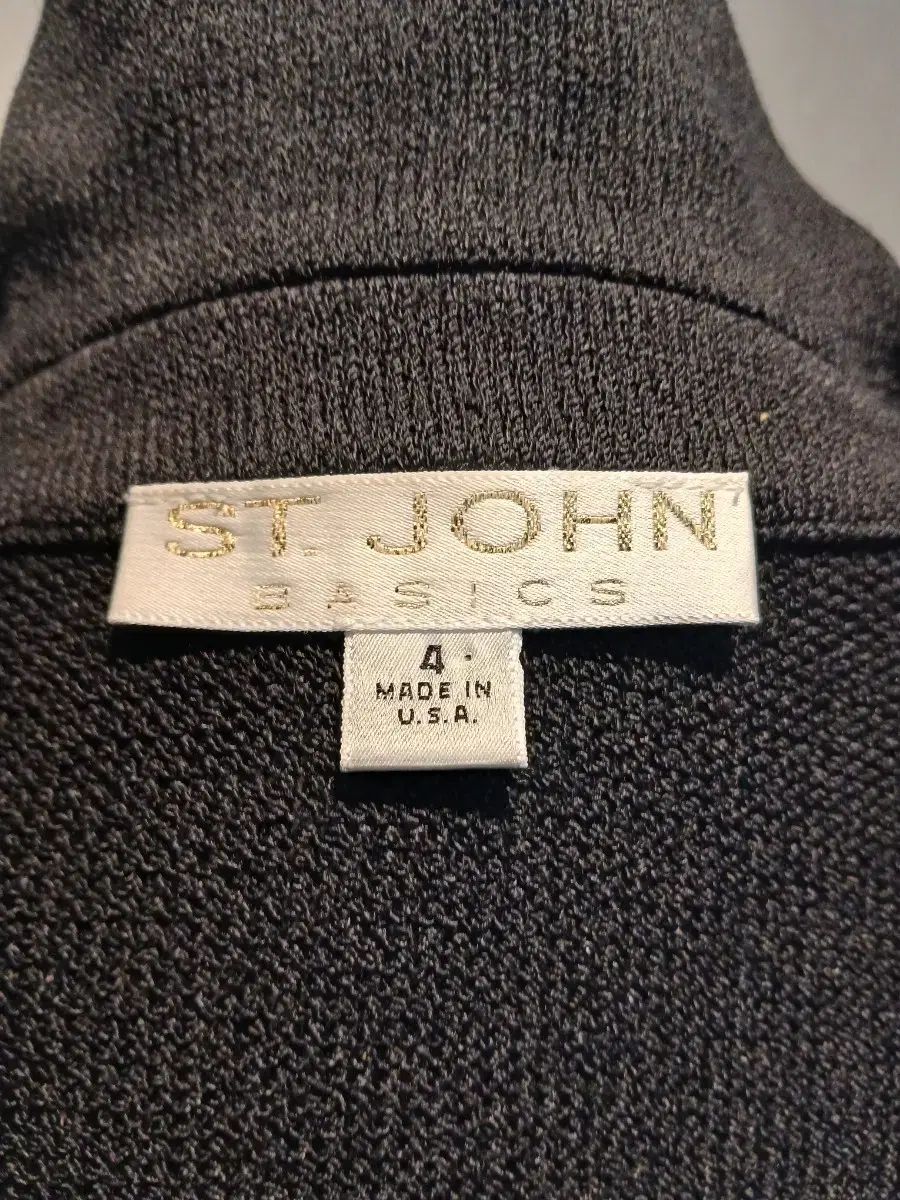 ST. JOHN
BASICS
4
MADE IN
U.S.A.